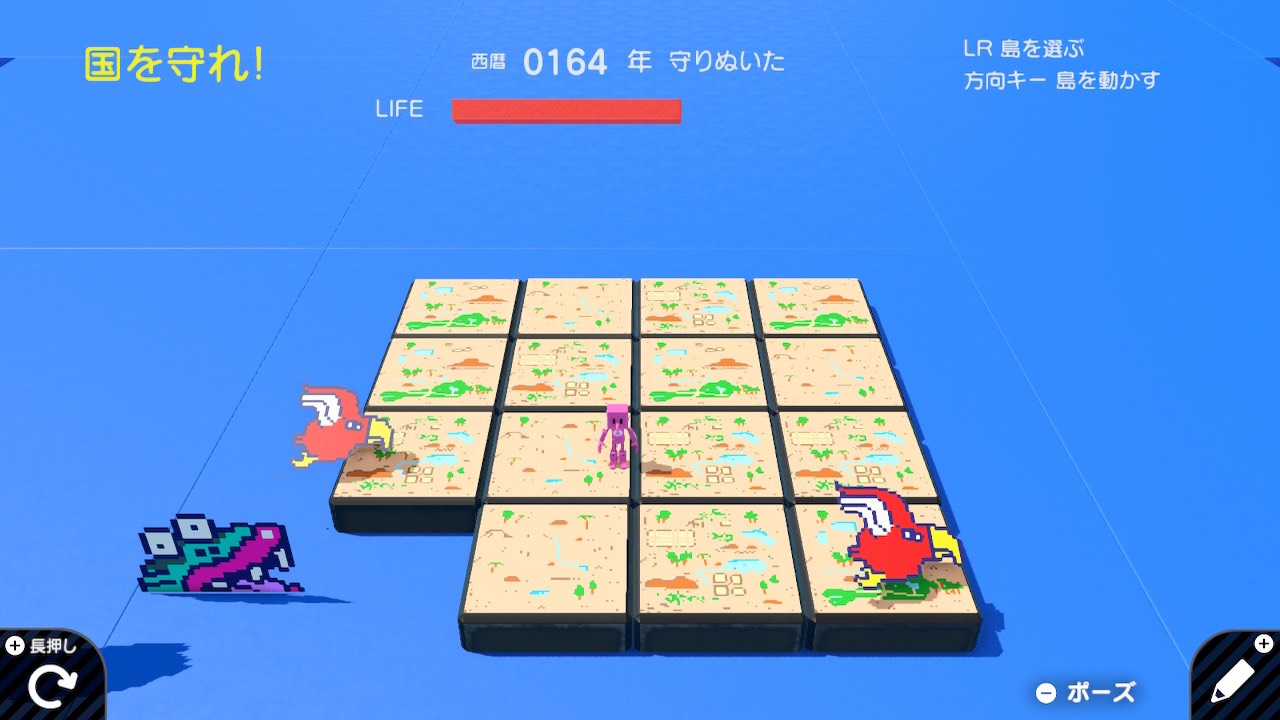 国を守れ!
西暦 0164 年 守りぬいた
LIFE
LR 島を選ぶ
方向キー 島を動かす
+ 長押し
− ポーズ
+